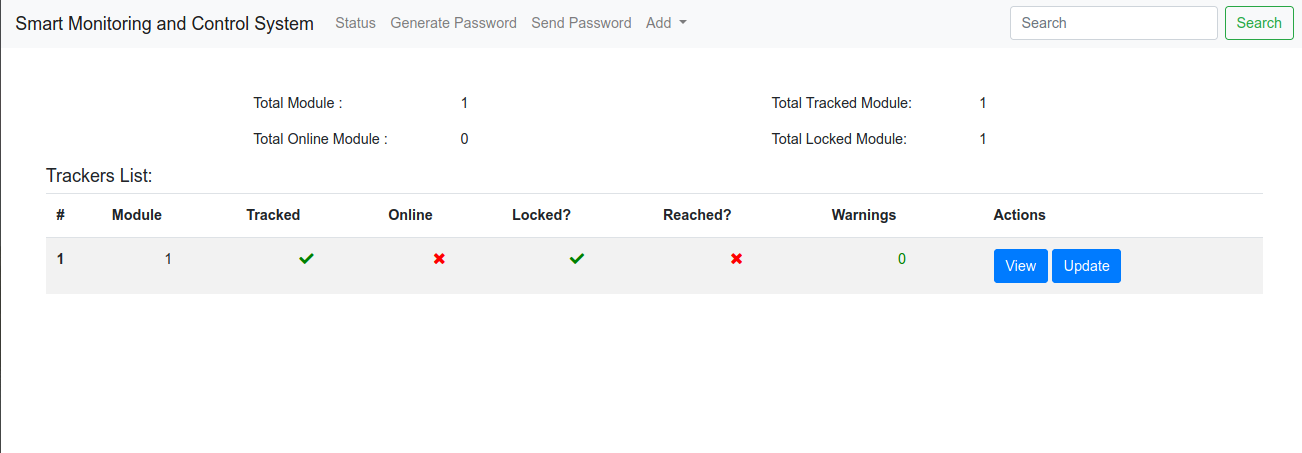 Smart Monitoring and Control System Status Generate Password Send Password Add Search Search
Total Module : 1 Total Tracked Module: 1
Total Online Module : 0 Total Locked Module: 1
Trackers List:
# Module Tracked Online Locked? Reached? Warnings Actions
1 1 0 View Update